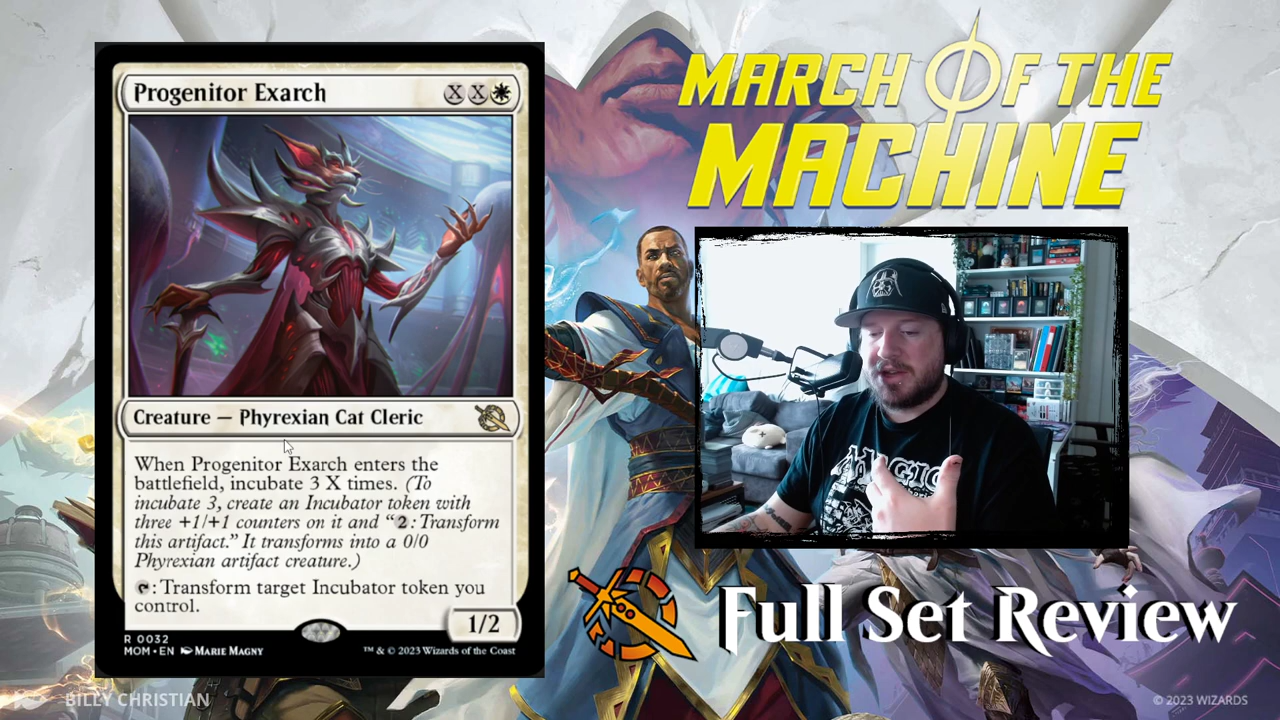 Progenitor Exarch XX
Creature — Phyrexian Cat Cleric
When Progenitor Exarch enters the
battlefield, incubate 3 X times. (To
incubate 3, create an Incubator token with
three +1/+1 counters on it and “2: Transform
this artifact.” It transforms into a 0/0
Phyrexian artifact creature.)
: Transform target Incubator token you
control.
1/2
R 0032
MOM • EN MARIE MAGNY
™ & © 2023 Wizards of the Coast
BILLY CHRISTIAN
MARCH OF THE
MACHINE
MAGIC
Full Set Review
© 2023 WIZARDS